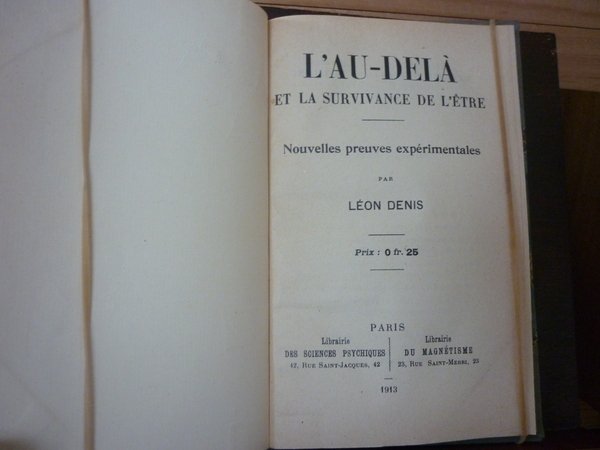 L'AU-DELÀ
ET LA SURVIVANCE DE L'ÊTRE
Nouvelles preuves expérimentales
PAR
LÉON DENIS
Prix : 0 fr. 25
PARIS
Librairie
DES SCIENCES PSYCHIQUES
42, RUE SAINT-JACQUES, 42
Librairie
DU MAGNÉTISME
23, RUE SAINT-MERRI, 23
1913